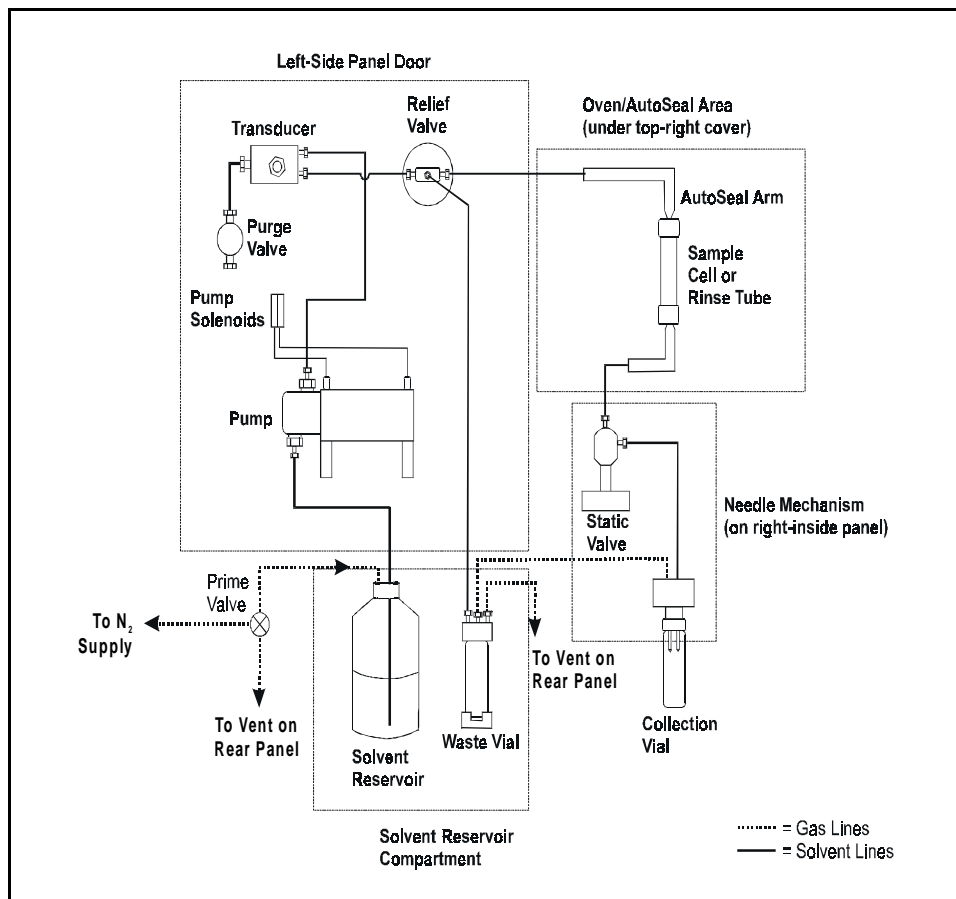 Left-Side Panel Door
Relief
Valve
Transducer
Purge
Valve
Pump
Solenoids
Pump
Oven/AutoSeal Area
(under top-right cover)
AutoSeal Arm
Sample
Cell or
Rinse Tube
Static
Valve
Needle Mechanism
(on right-inside panel)
Prime
Valve
To N2
Supply
To Vent on
Rear Panel
Solvent
Reservoir
Waste Vial
To Vent on
Rear Panel
Collection
Vial
Solvent Reservoir
Compartment
= Gas Lines
= Solvent Lines